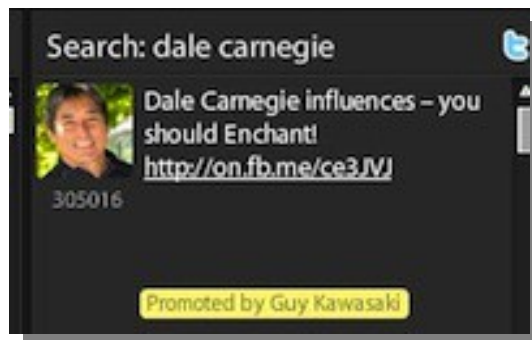 Search: dale carnegie
Dale Carnegie influences – you
should Enchant!
http://on.fb.me/ce3JVJ
305016
Promoted by Guy Kawasaki